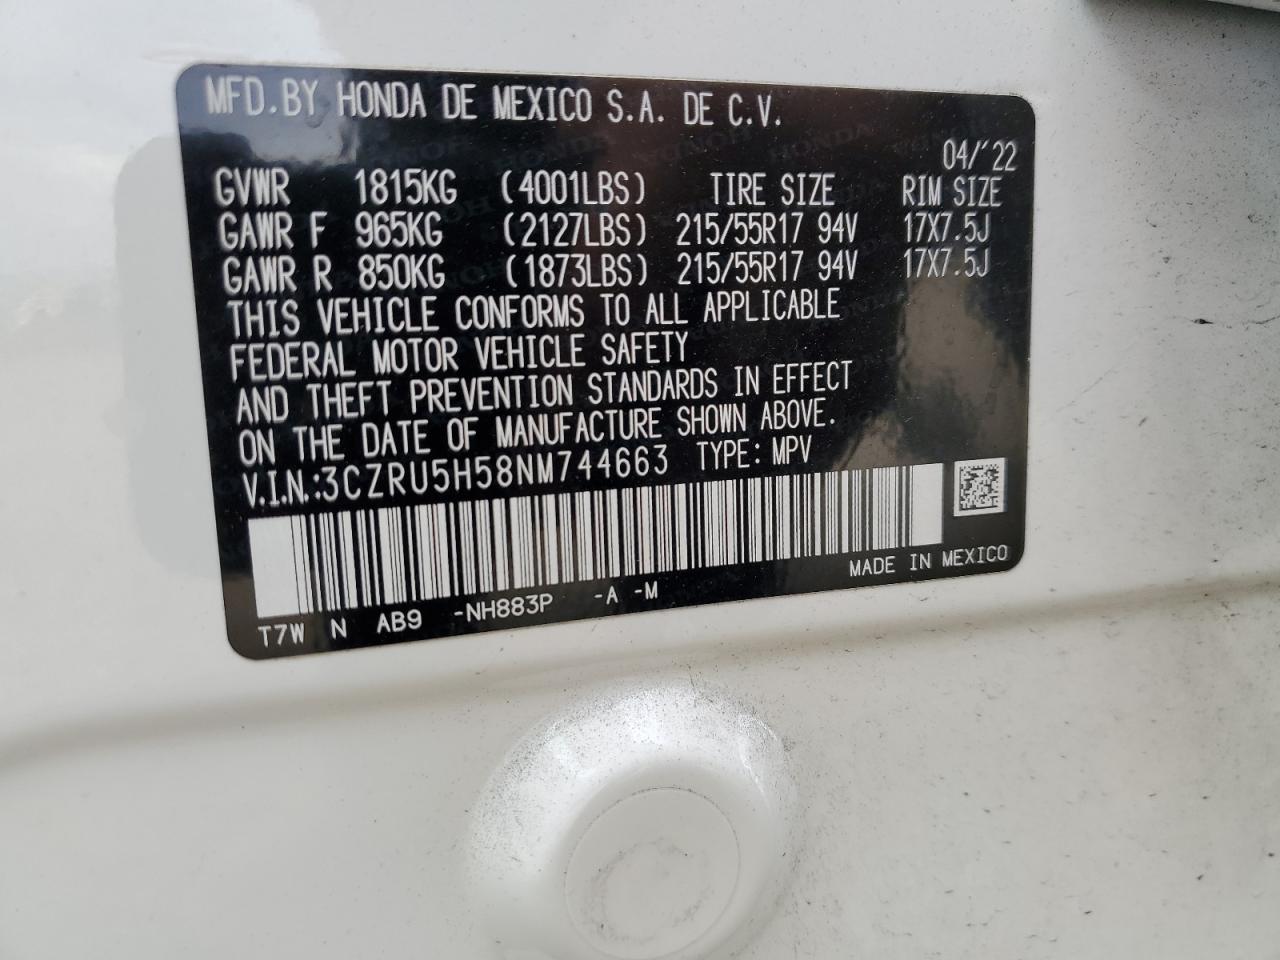 MFD.BY HONDA DE MEXICO S.A. DE C.V.
04/'22
GVWR 1815KG (4001LBS) TIRE SIZE RIM SIZE
GAWR F 965KG (2127LBS) 215/55R17 94V 17X7.5J
GAWR R 850KG (1873LBS) 215/55R17 94V 17X7.5J
THIS VEHICLE CONFORMS TO ALL APPLICABLE
FEDERAL MOTOR VEHICLE SAFETY
AND THEFT PREVENTION STANDARDS IN EFFECT
ON THE DATE OF MANUFACTURE SHOWN ABOVE.
V.I.N.:3CZRU5H58NM744663 TYPE: MPV
MADE IN MEXICO
T7W N AB9 -NH883P -A -M